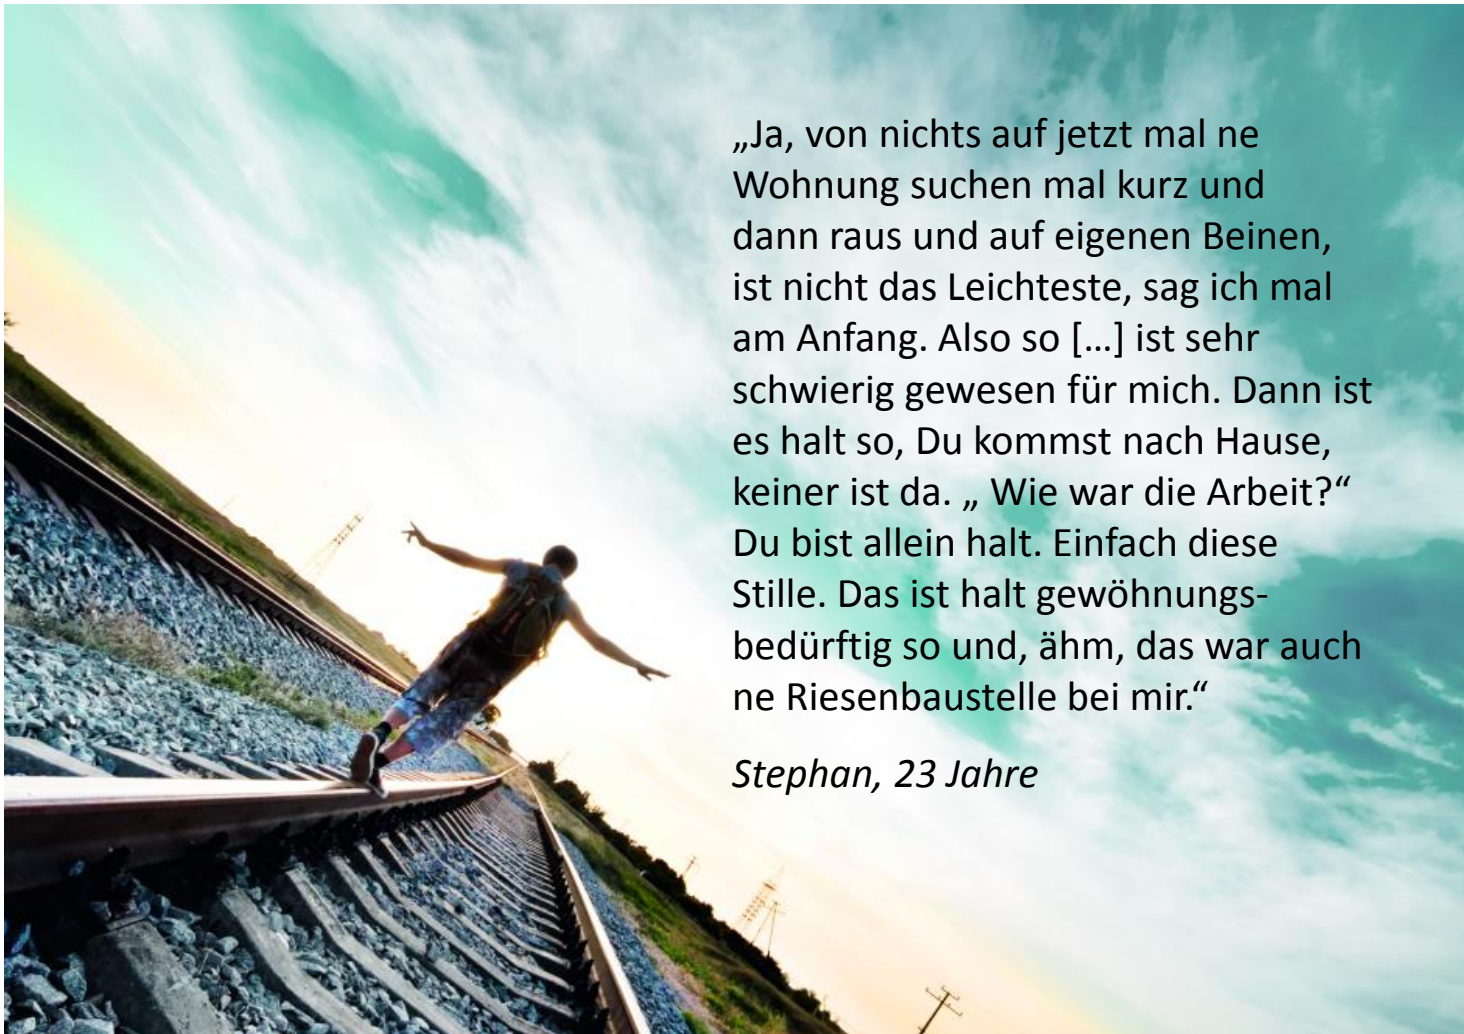 „Ja, von nichts auf jetzt mal ne
Wohnung suchen mal kurz und
dann raus und auf eigenen Beinen,
ist nicht das Leichteste, sag ich mal
am Anfang. Also so […] ist sehr
schwierig gewesen für mich. Dann ist
es halt so, Du kommst nach Hause,
keiner ist da. „ Wie war die Arbeit?“
Du bist allein halt. Einfach diese
Stille. Das ist halt gewöhnungs-
bedürftig so und, ähm, das war auch
ne Riesenbaustelle bei mir.“
Stephan, 23 Jahre